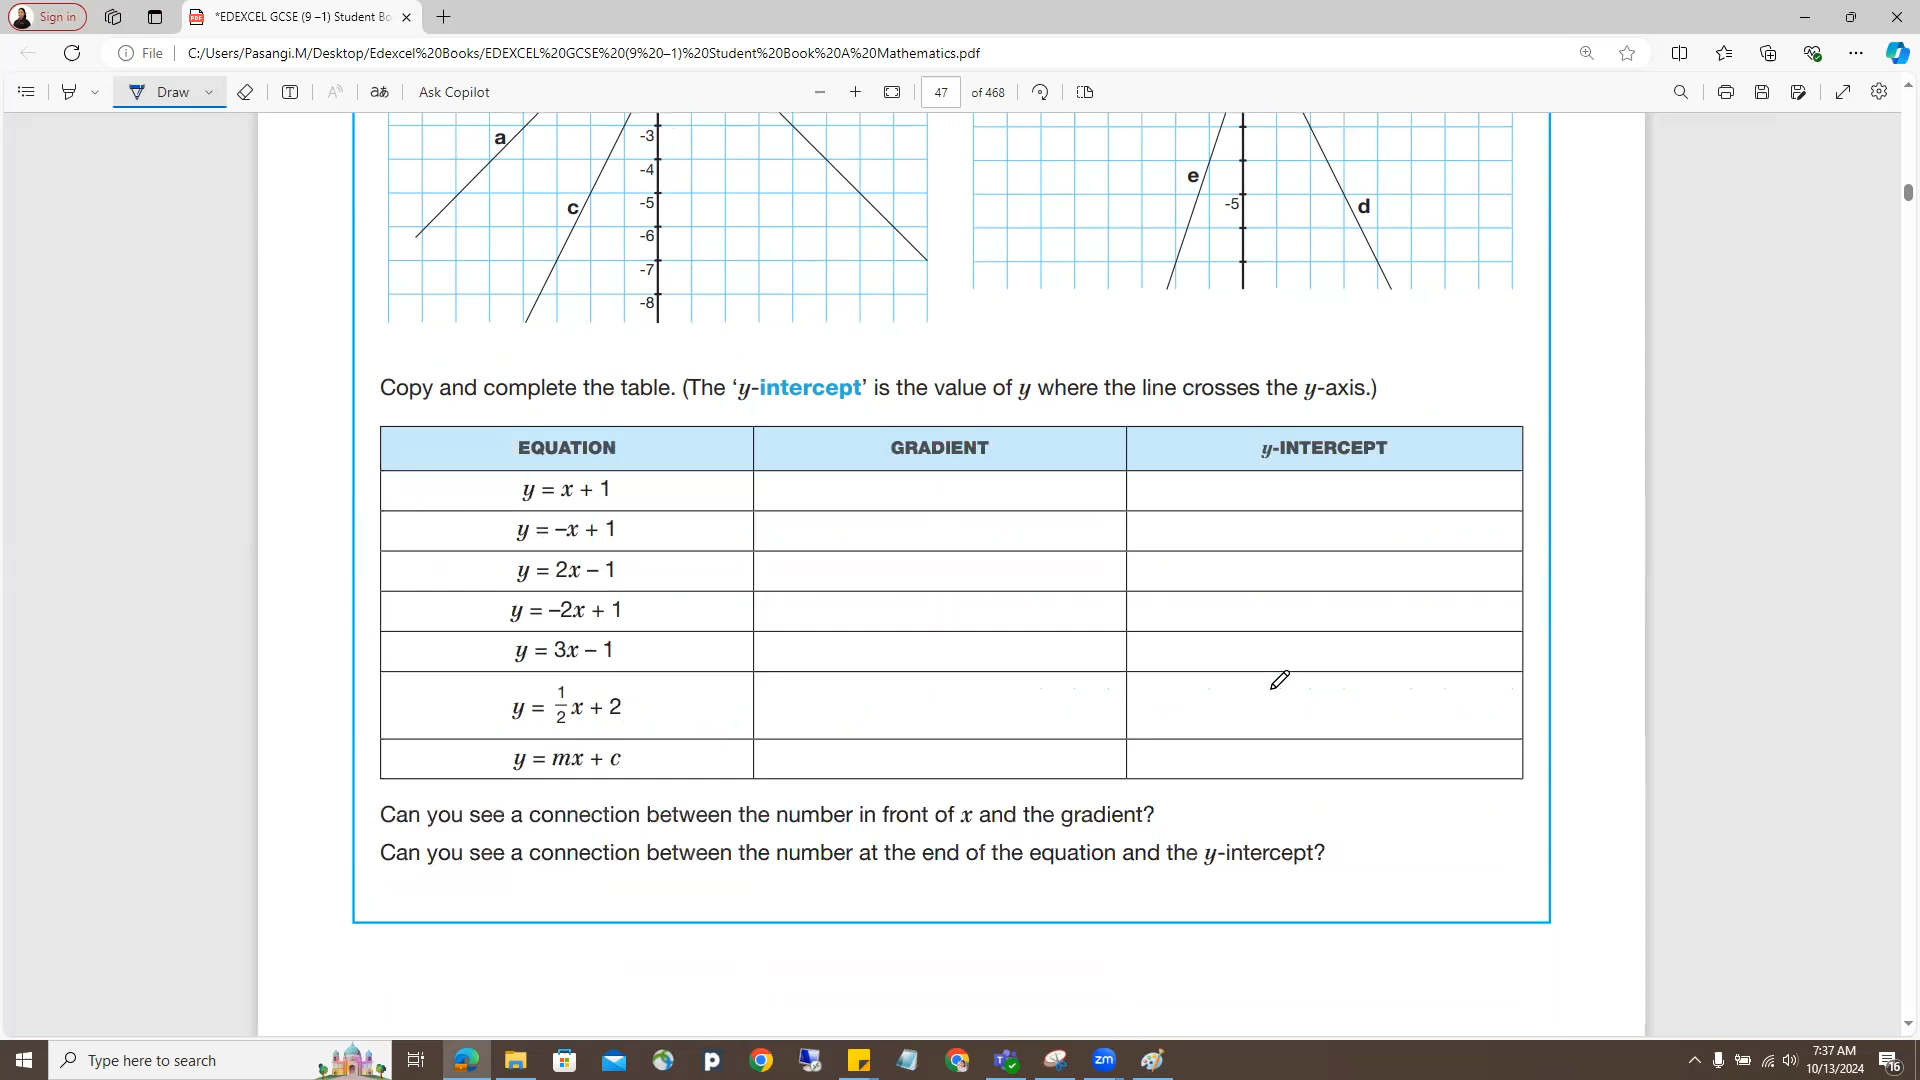 Sign in
*EDEXCEL GCSE (9 –1) Student Bo
File
C:/Users/Pasangi.M/Desktop/Edexcel%20Books/EDEXCEL%20GCSE%20(9%20–1)%20Student%20Book%20A%20Mathematics.pdf
Draw
aあ
Ask Copilot
47
of 468
a
c
-3
-4
-5
-6
-7
-8
e
-5
d
Copy and complete the table. (The ‘y-intercept’ is the value of y where the line crosses the y-axis.)
EQUATION GRADIENT y-INTERCEPT
y = x + 1
y = –x + 1
y = 2x – 1
y = –2x + 1
y = 3x – 1
y = 1/2 x + 2
y = mx + c
Can you see a connection between the number in front of x and the gradient?
Can you see a connection between the number at the end of the equation and the y-intercept?
Type here to search
zm
7:37 AM
10/13/2024
16